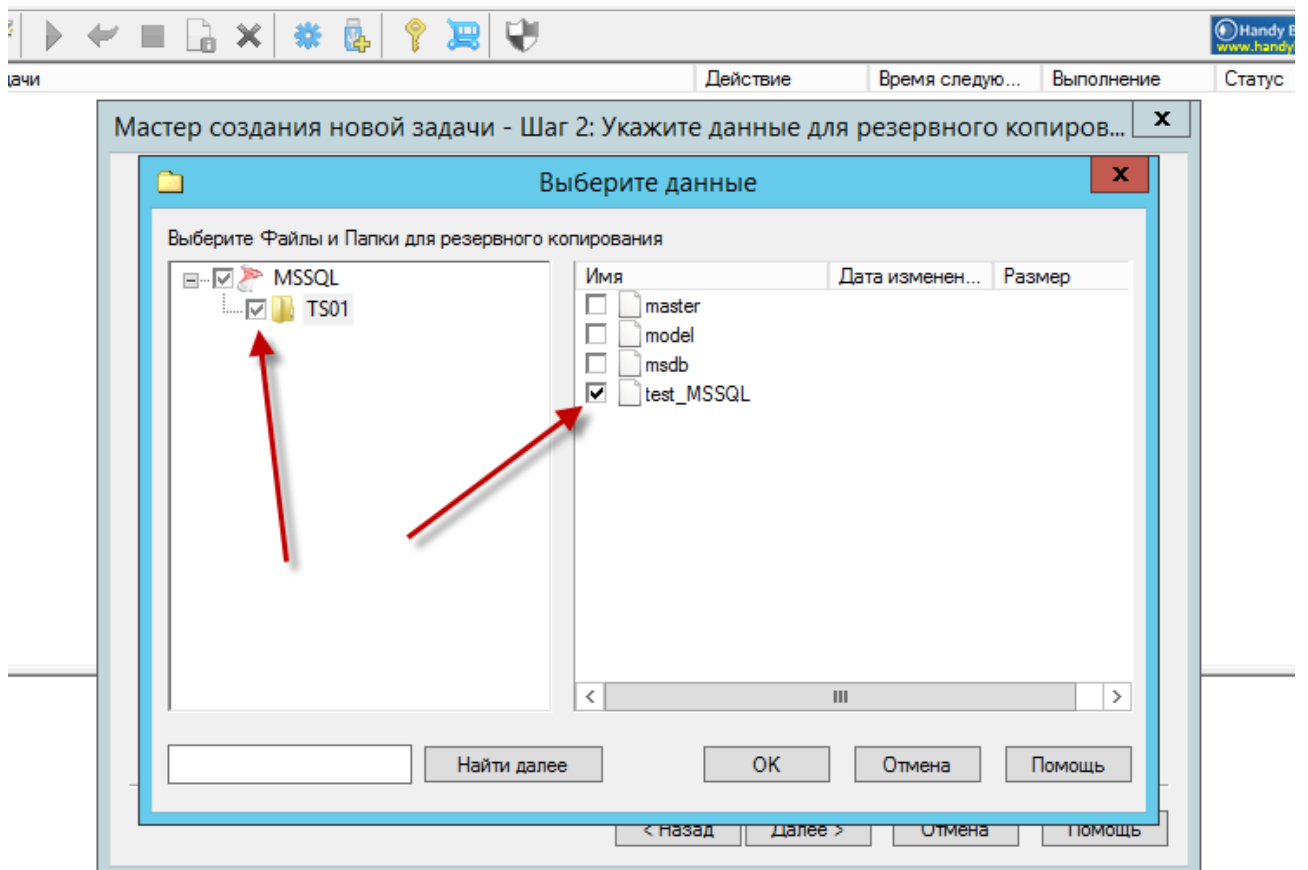 Handy B
www.handyb
дачи Действие Время следую... Выполнение Статус
Мастер создания новой задачи - Шаг 2: Укажите данные для резервного копиров... x
Выберите данные x
Выберите Файлы и Папки для резервного копирования
MSSQL
TS01
Имя Дата изменен... Размер
master
model
msdb
test_MSSQL
Найти далее OK Отмена Помощь
< Назад Далее > Отмена Помощь